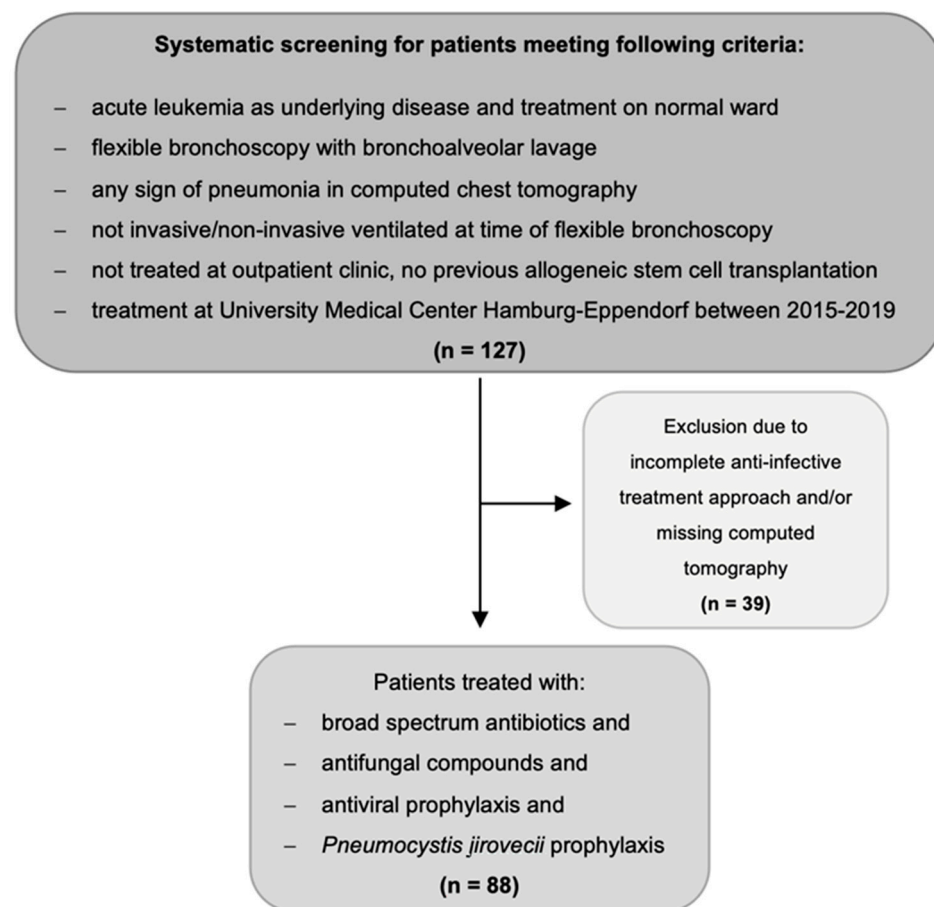 Systematic screening for patients meeting following criteria:
– acute leukemia as underlying disease and treatment on normal ward
– flexible bronchoscopy with bronchoalveolar lavage
– any sign of pneumonia in computed chest tomography
– not invasive/non-invasive ventilated at time of flexible bronchoscopy
– not treated at outpatient clinic, no previous allogeneic stem cell transplantation
– treatment at University Medical Center Hamburg-Eppendorf between 2015-2019
(n = 127)
Exclusion due to
incomplete anti-infective
treatment approach and/or
missing computed
tomography
(n = 39)
Patients treated with:
– broad spectrum antibiotics and
– antifungal compounds and
– antiviral prophylaxis and
– Pneumocystis jirovecii prophylaxis
(n = 88)